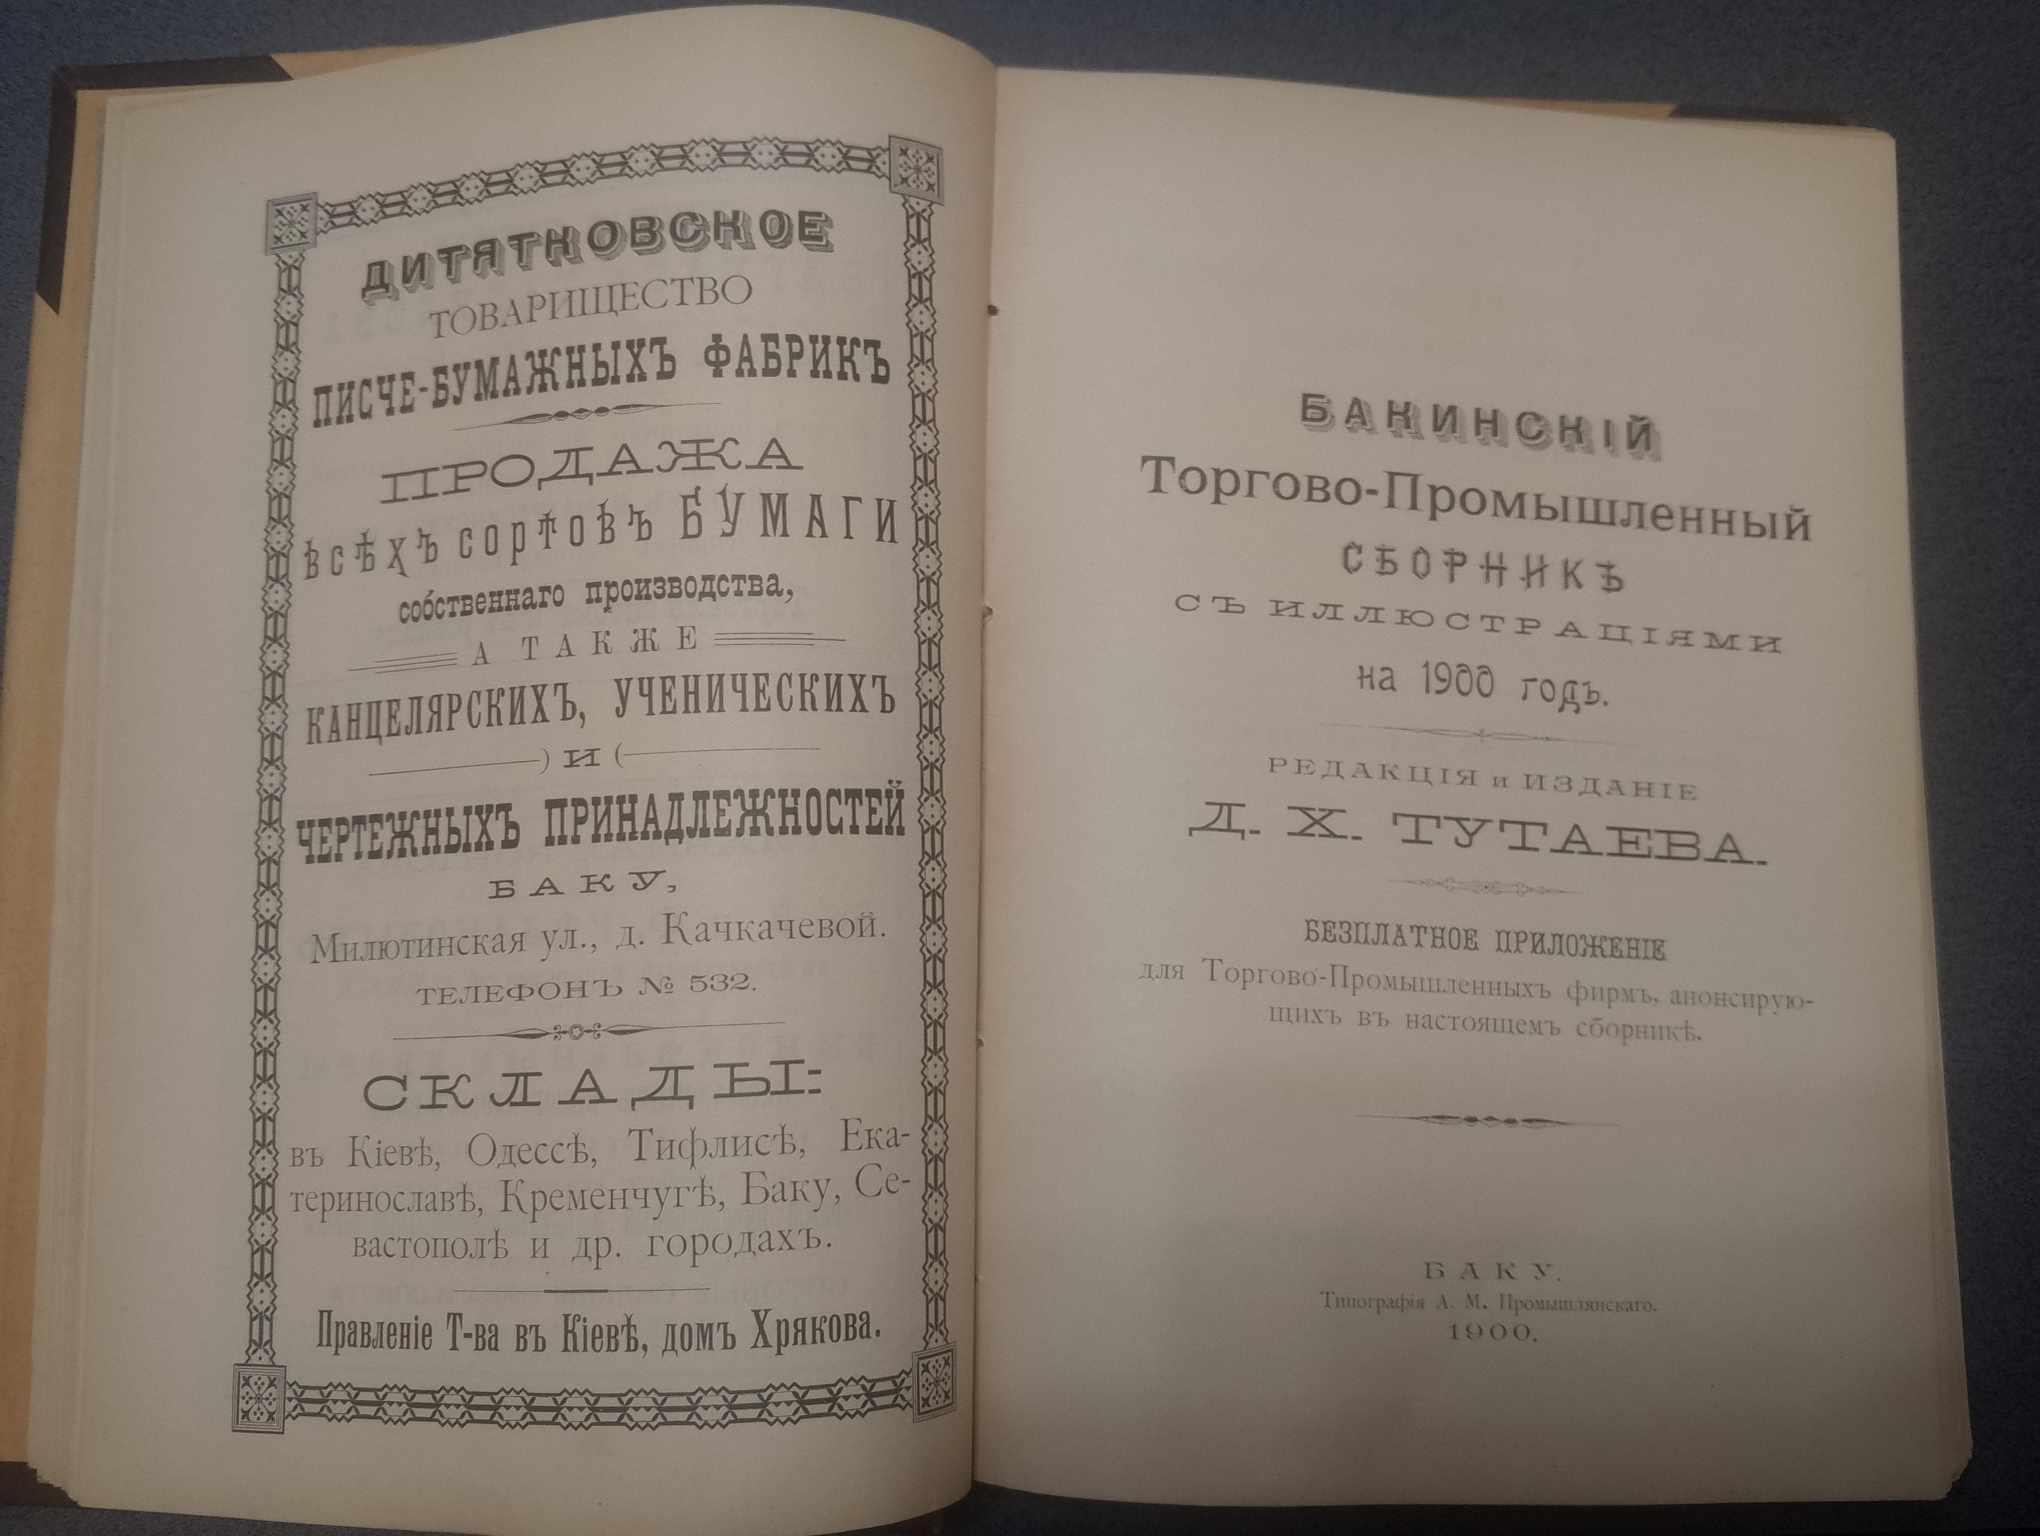 ДИТЯТКОВСКОЕ
ТОВАРИЩЕСТВО
ПИСЧЕ-БУМАЖНЫХЪ ФАБРИКЪ
ПРОДАЖА
всѣхъ сортовъ БУМАГИ
собственнаго производства,
А ТАКЖЕ
КАНЦЕЛЯРСКИХЪ, УЧЕНИЧЕСКИХЪ
) И (
ЧЕРТЕЖНЫХЪ ПРИНАДЛЕЖНОСТЕЙ
БАКУ,
Милютинская ул., д. Качкачевой.
ТЕЛЕФОНЪ № 532.
СКЛАДЫ:
въ Кіевѣ, Одессѣ, Тифлисѣ, Ека-
теринославѣ, Кременчугѣ, Баку, Се-
вастополѣ и др. городахъ.
Правленіе Т-ва въ Кіевѣ, домъ Хрякова.
БАКИНСКІЙ
Торгово-Промышленный
СБОРНИКЪ
СЪ ИЛЛЮСТРАЦІЯМИ
на 1900 годъ.
РЕДАКЦІЯ и ИЗДАНІЕ
Д. Х. ТУТАЕВА.
БЕЗПЛАТНОЕ ПРИЛОЖЕНІЕ
для Торгово-Промышленныхъ фирмъ, анонсирую-
щихъ въ настоящемъ сборникѣ.
БАКУ.
Типографія А. М. Промышлянскаго.
1900.